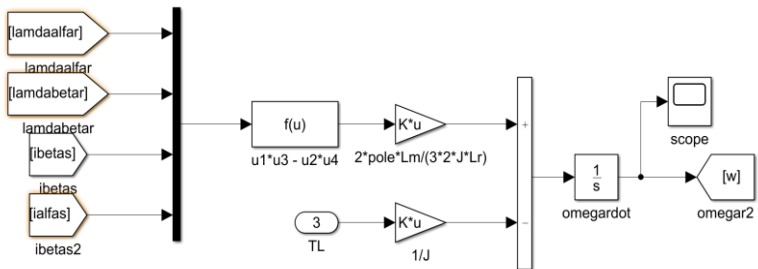 [lamdaalfar]
lamdaalfar
[lamdabetar]
lamdabetar
[ibetas]
ibetas
[ialfas]
ibetas2
f(u)
u1*u3 - u2*u4
K*u
2*pole*Lm/(3*2*J*Lr)
3
TL
K*u
1/J
+
−
1
s
omegardot
scope
[w]
omegar2